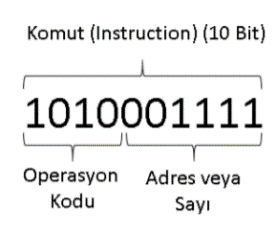 Komut (Instruction) (10 Bit)
1010001111
Operasyon Kodu
Adres veya Sayı